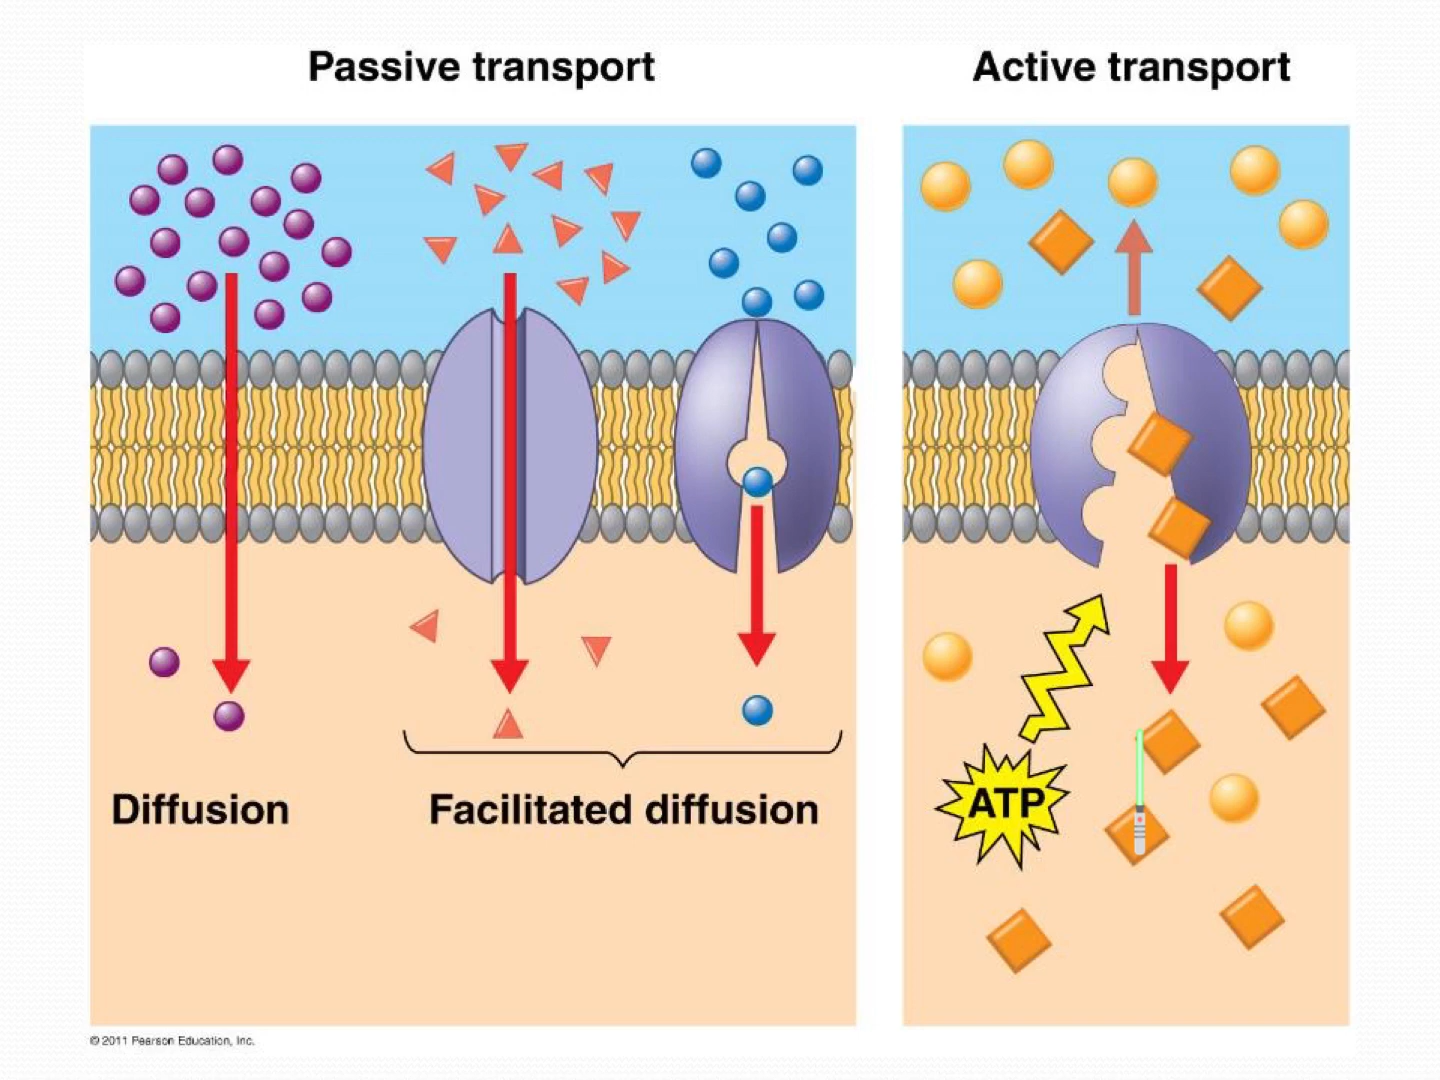 Passive transport
Active transport
Diffusion
Facilitated diffusion
ATP
© 2011 Pearson Education, Inc.